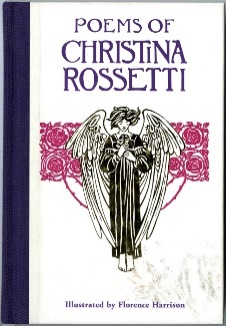 POEMS OF
CHRISTINA
ROSSETTI
Illustrated by Florence Harrison